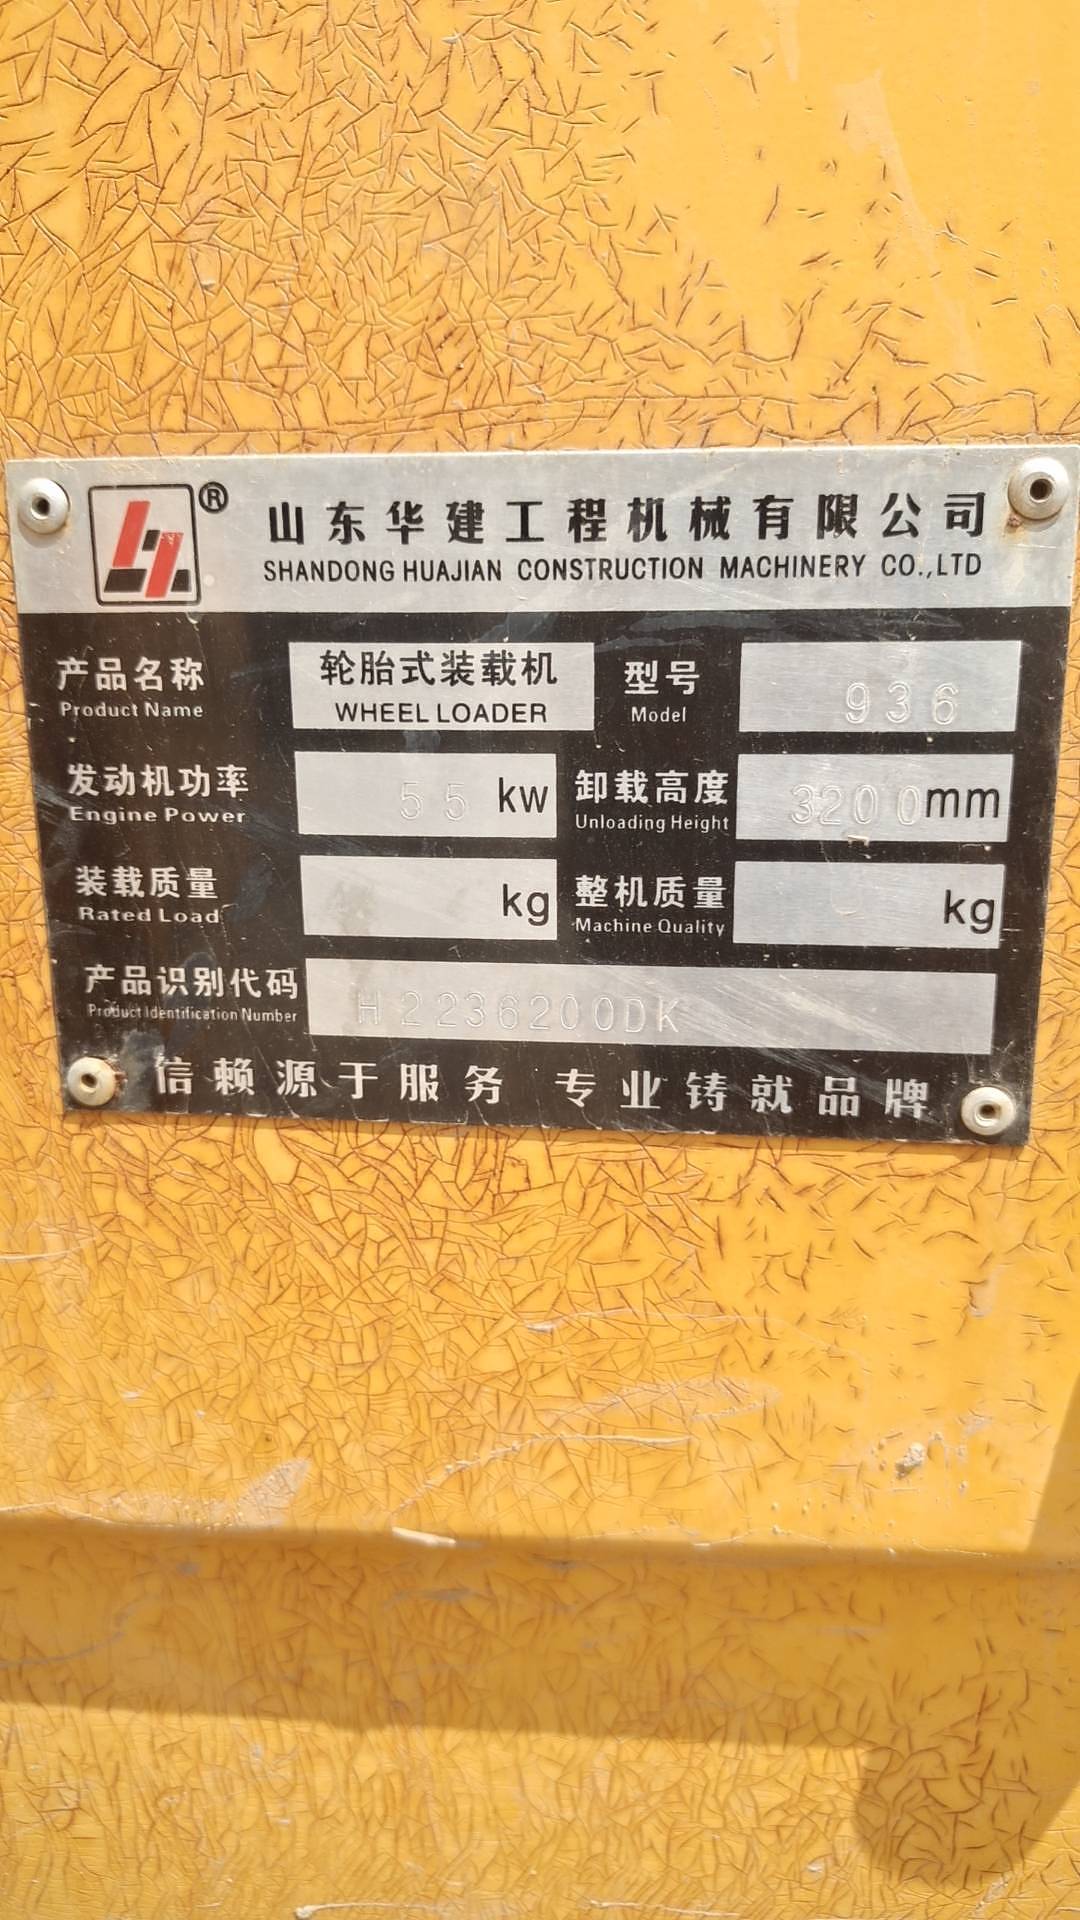 ®
山东华建工程机械有限公司
SHANDONG HUAJIAN CONSTRUCTION MACHINERY CO.,LTD
产品名称 轮胎式装载机 型号 936
Product Name WHEEL LOADER Model
发动机功率 55 kw 卸载高度 3200mm
Engine Power Unloading Height
装载质量 kg 整机质量 kg
Rated Load Machine Quality
产品识别代码 H2236200DK
Product Identification Number
信赖源于服务 专业铸就品牌